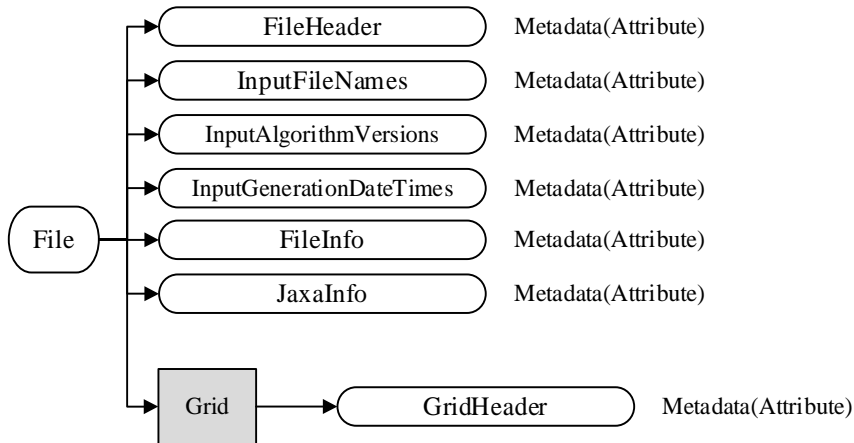 FileHeader Metadata(Attribute)
InputFileNames Metadata(Attribute)
InputAlgorithmVersions Metadata(Attribute)
InputGenerationDateTimes Metadata(Attribute)
File FileInfo Metadata(Attribute)
JaxaInfo Metadata(Attribute)
Grid GridHeader Metadata(Attribute)